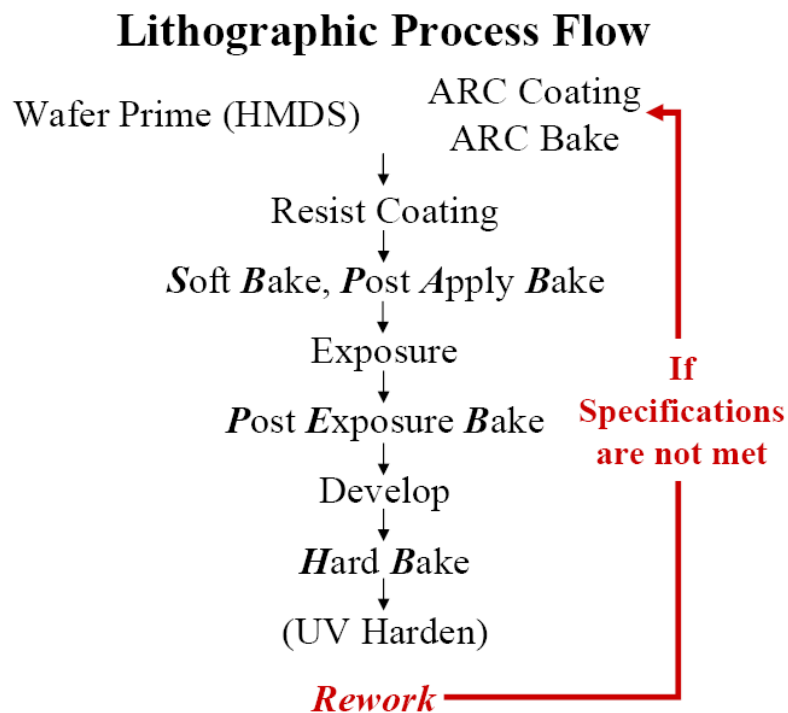 Lithographic Process Flow
Wafer Prime (HMDS)
ARC Coating
ARC Bake
Resist Coating
Soft Bake, Post Apply Bake
Exposure
Post Exposure Bake
Develop
Hard Bake
(UV Harden)
Rework
If
Specifications
are not met